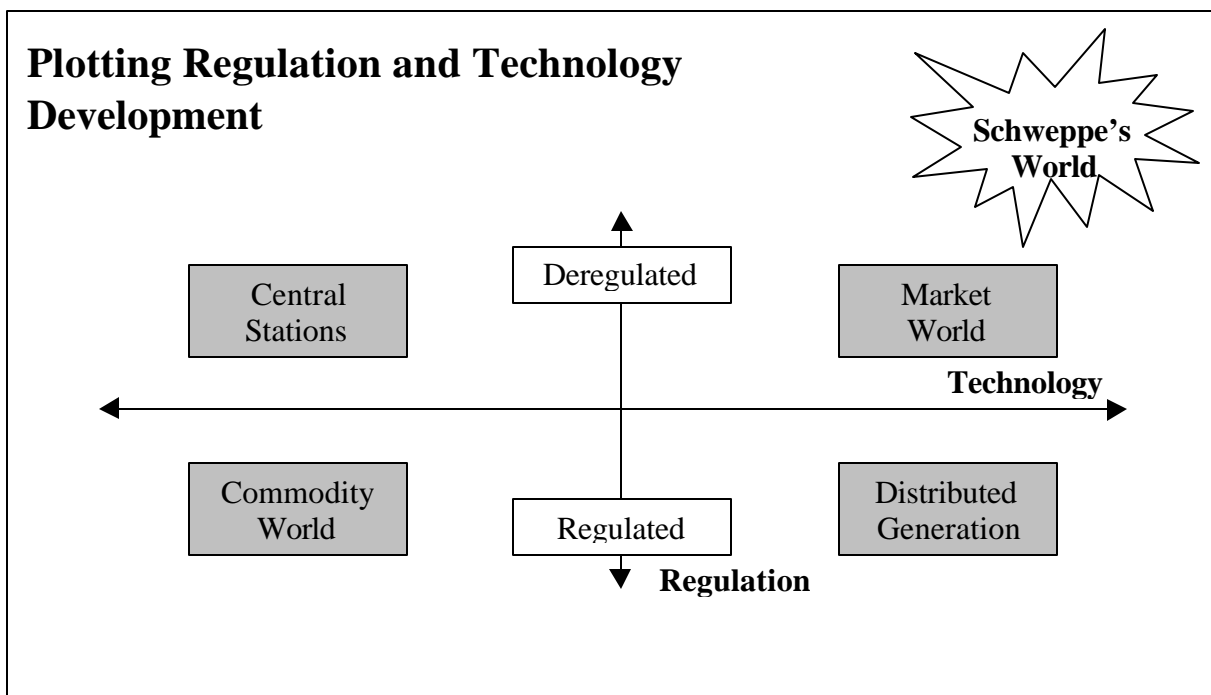 Plotting Regulation and Technology
Development
Schweppe's
World
Central
Stations
Deregulated
Market
World
Technology
Commodity
World
Regulated
Distributed
Generation
Regulation